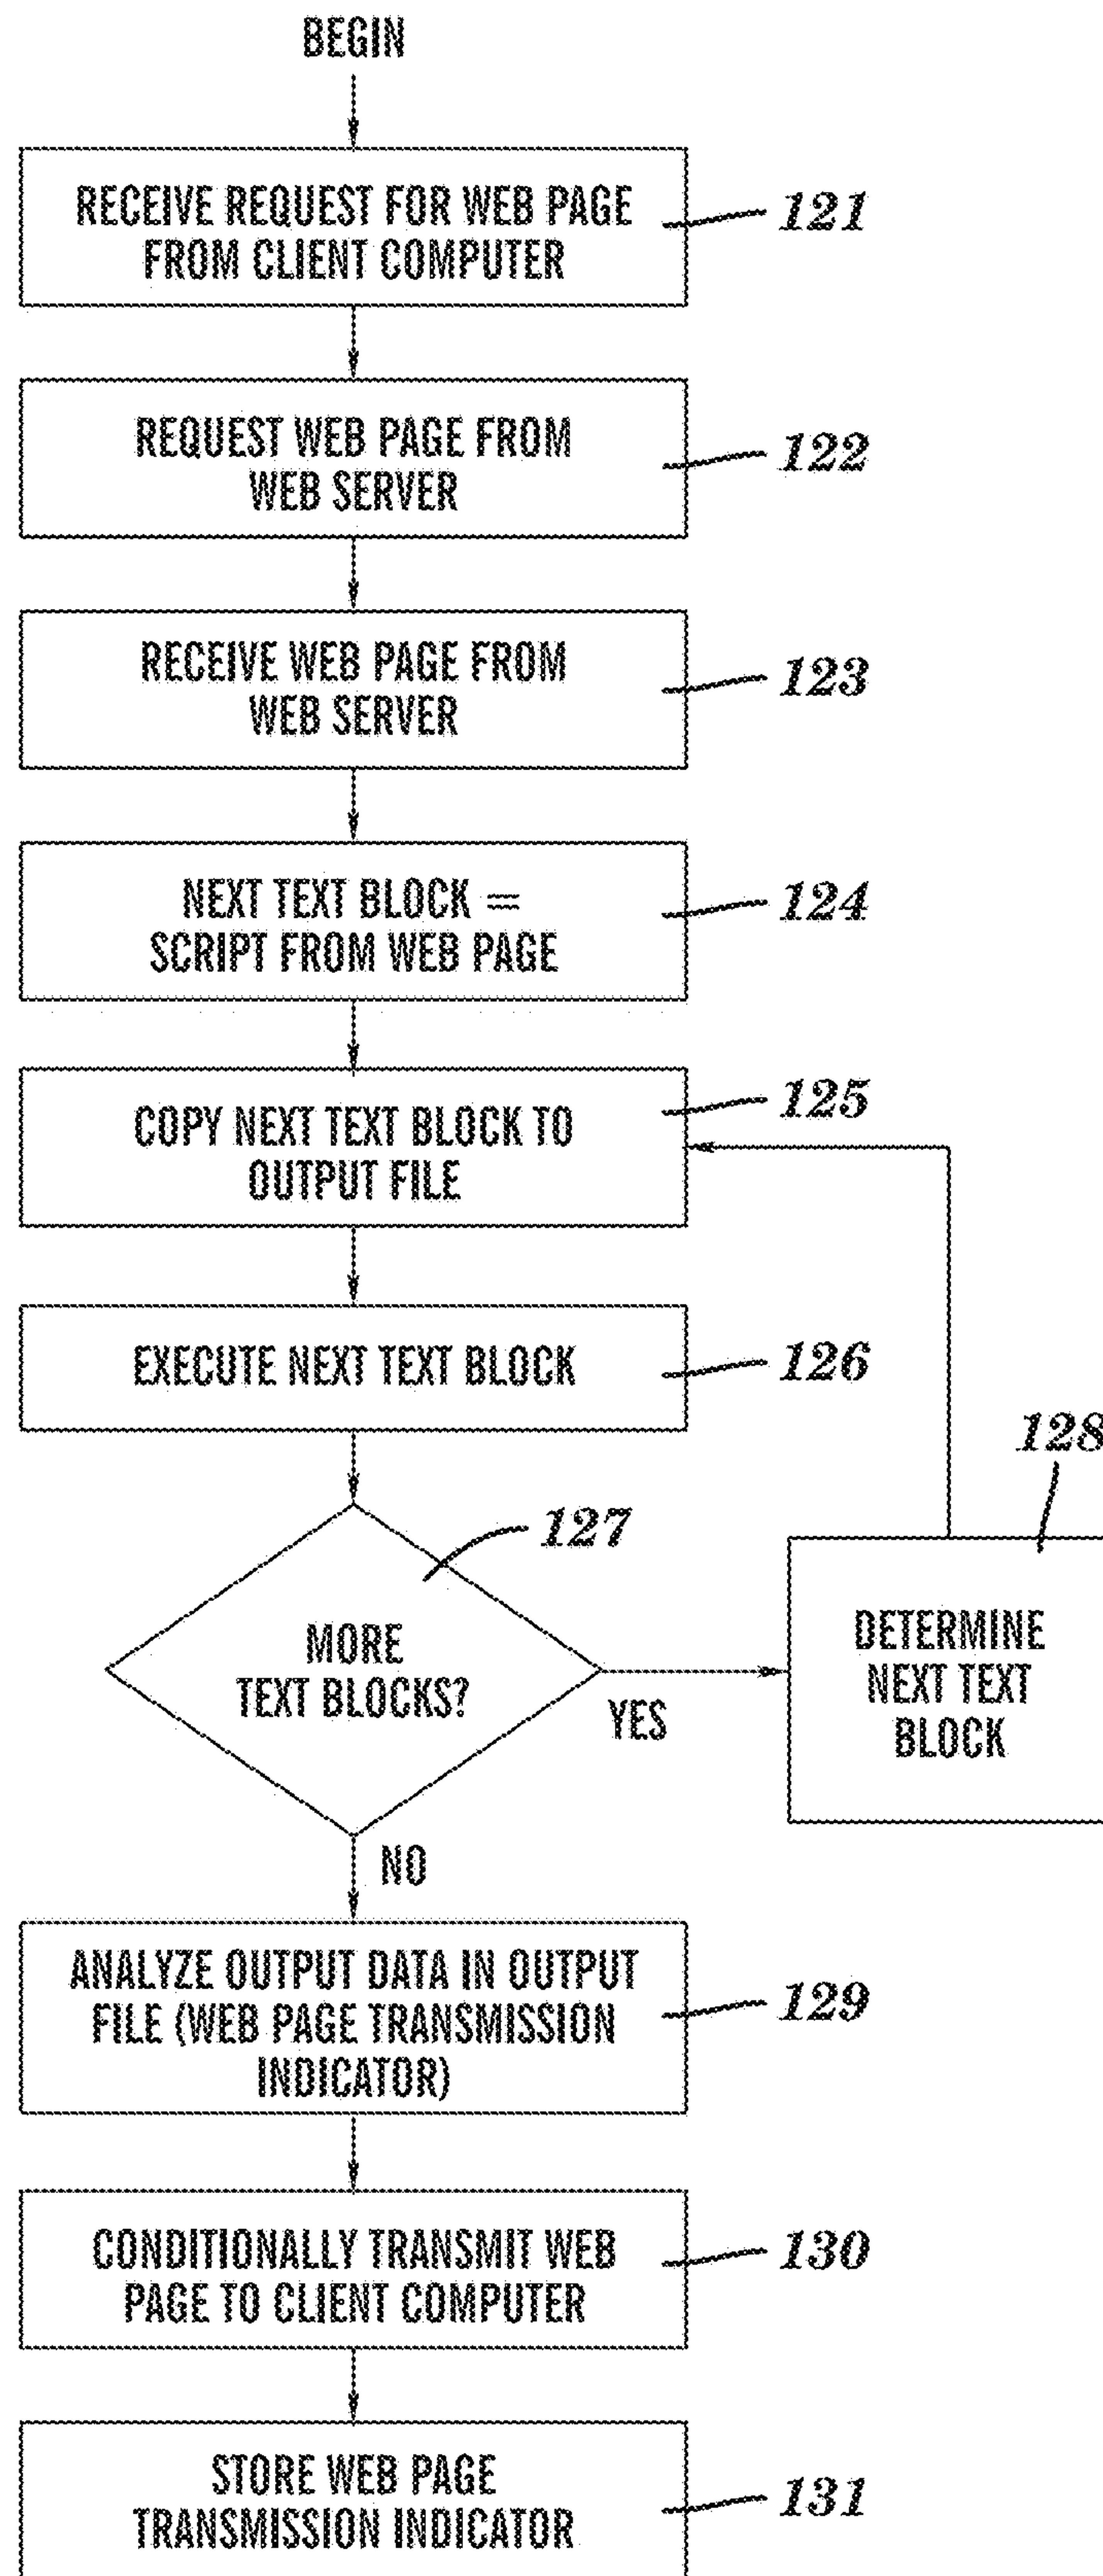 BEGIN
RECEIVE REQUEST FOR WEB PAGE
FROM CLIENT COMPUTER
121
REQUEST WEB PAGE FROM
WEB SERVER
122
RECEIVE WEB PAGE FROM
WEB SERVER
123
NEXT TEXT BLOCK =
SCRIPT FROM WEB PAGE
124
COPY NEXT TEXT BLOCK TO
OUTPUT FILE
125
EXECUTE NEXT TEXT BLOCK
126
MORE
TEXT BLOCKS?
127
YES
DETERMINE
NEXT TEXT
BLOCK
128
NO
ANALYZE OUTPUT DATA IN OUTPUT
FILE (WEB PAGE TRANSMISSION
INDICATOR)
129
CONDITIONALLY TRANSMIT WEB
PAGE TO CLIENT COMPUTER
130
STORE WEB PAGE
TRANSMISSION INDICATOR
131